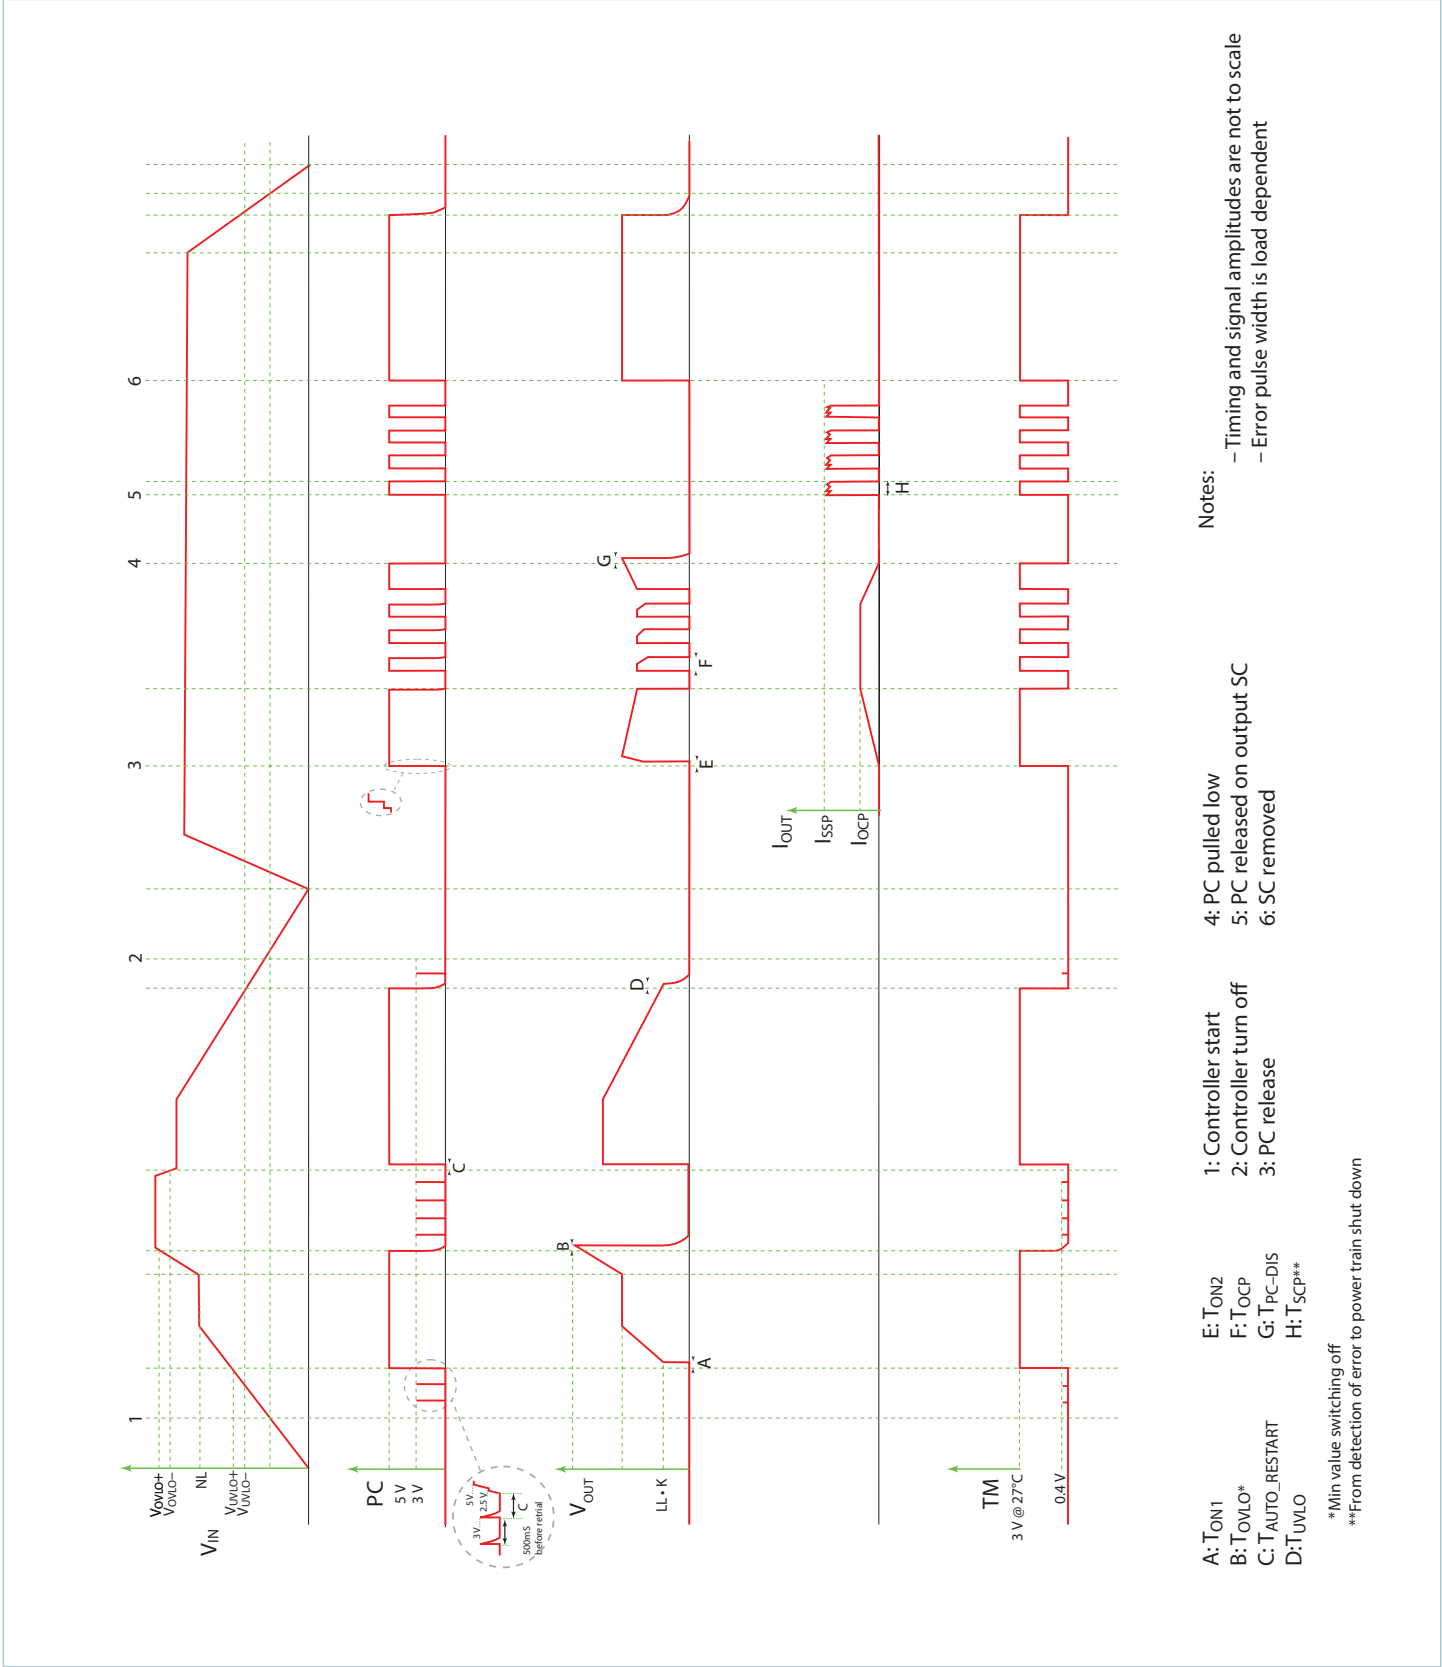 1
2
3
4
5
6
VOVLO+
VOVLO–
NL
VUVLO+
VUVLO–
VIN
PC
5 V
3 V
C
3V
5V
2.5 V
500mS
before retrial
C
VOUT
LL • K
A
B
D
E
F
G
IOUT
ISSP
IOCP
H
TM
3 V @ 27°C
0.4 V
A: TON1
B: TOVLO*
C: TAUTO_RESTART
D:TUVLO
E: TON2
F: TOCP
G: TPC–DIS
H: TSCP**
1: Controller start
2: Controller turn off
3: PC release
4: PC pulled low
5: PC released on output SC
6: SC removed
Notes:
– Timing and signal amplitudes are not to scale
– Error pulse width is load dependent
*Min value switching off
**From detection of error to power train shut down